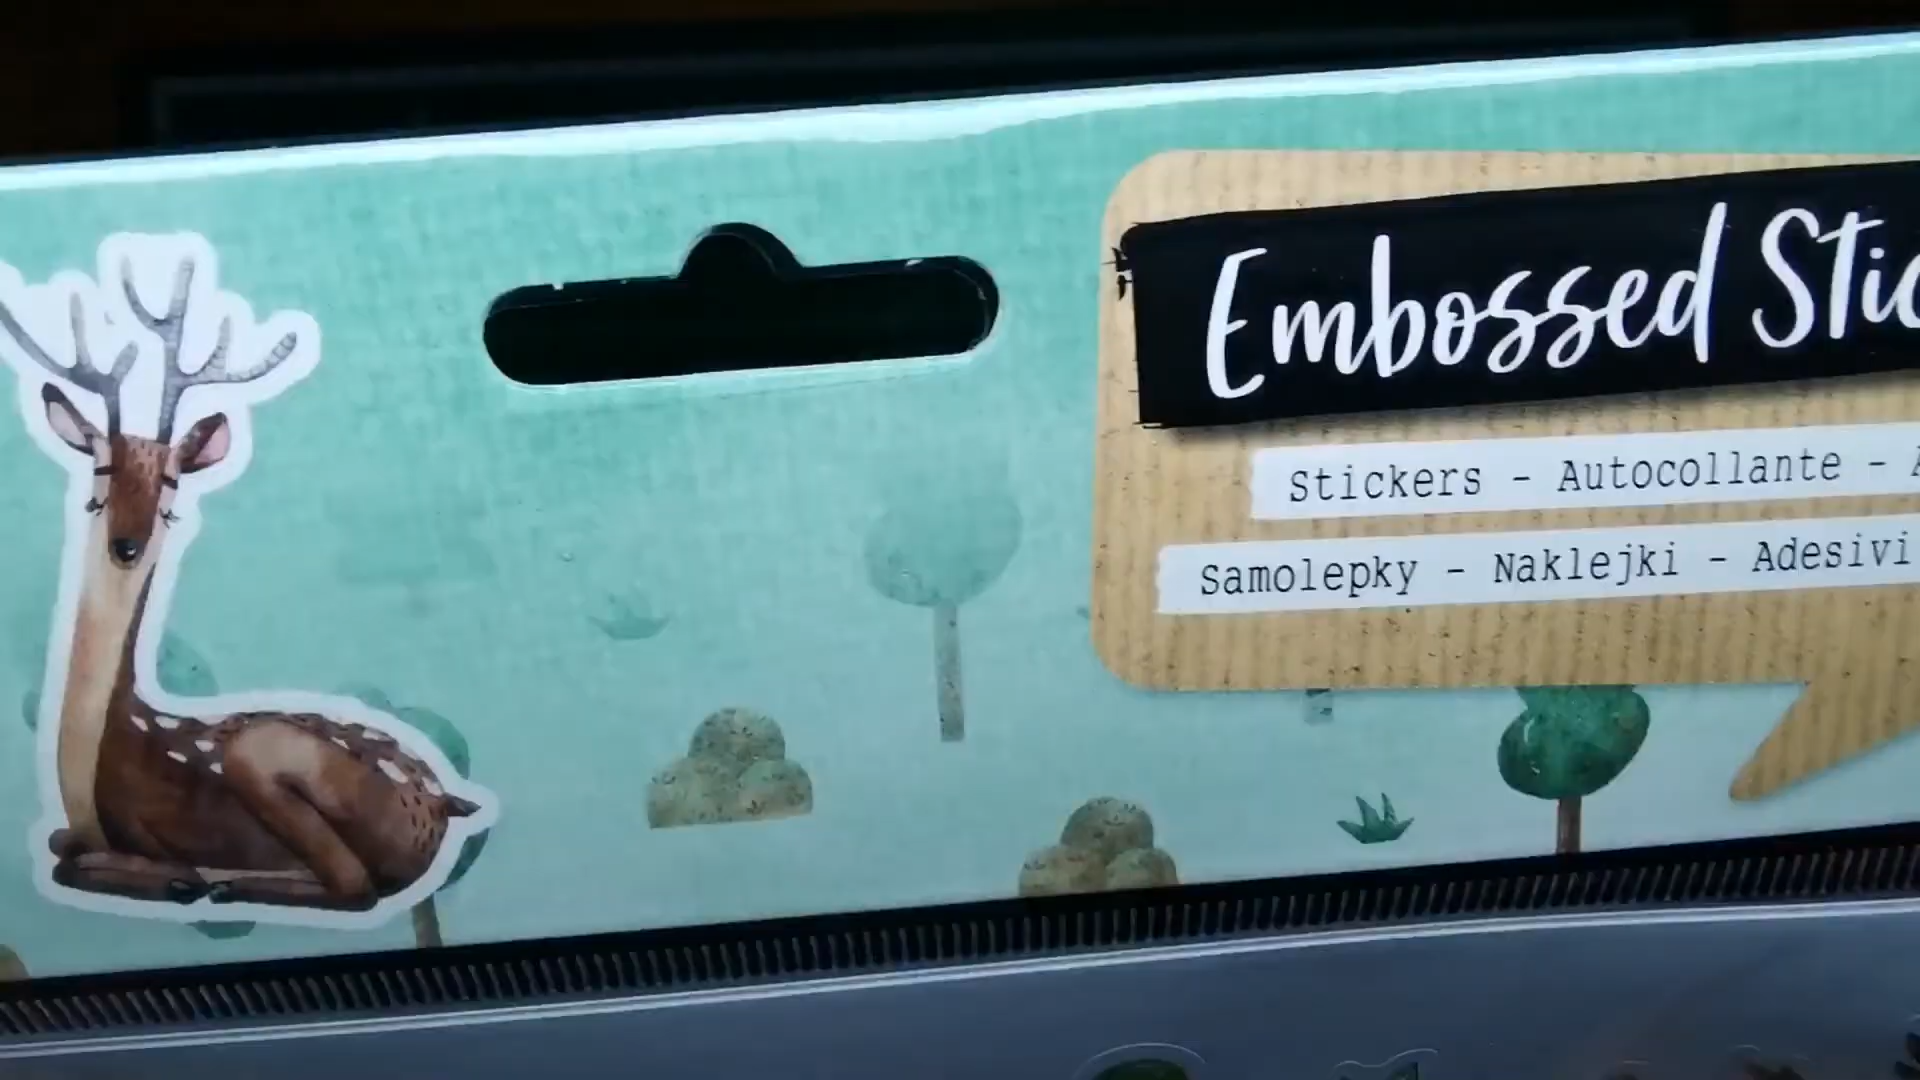 Embossed
Stickers - Autocollante -
Samolepky - Naklejki - Adesivi